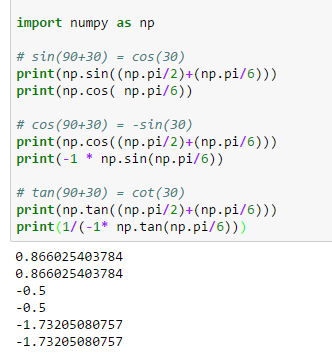 import numpy as np
# sin(90+30) = cos(30)
print(np.sin((np.pi/2)+(np.pi/6)))
print(np.cos( np.pi/6))
# cos(90+30) = -sin(30)
print(np.cos((np.pi/2)+(np.pi/6)))
print(-1 * np.sin(np.pi/6))
# tan(90+30) = cot(30)
print(np.tan((np.pi/2)+(np.pi/6)))
print(1/(-1* np.tan(np.pi/6)))
0.866025403784
0.866025403784
-0.5
-0.5
-1.73205080757
-1.73205080757